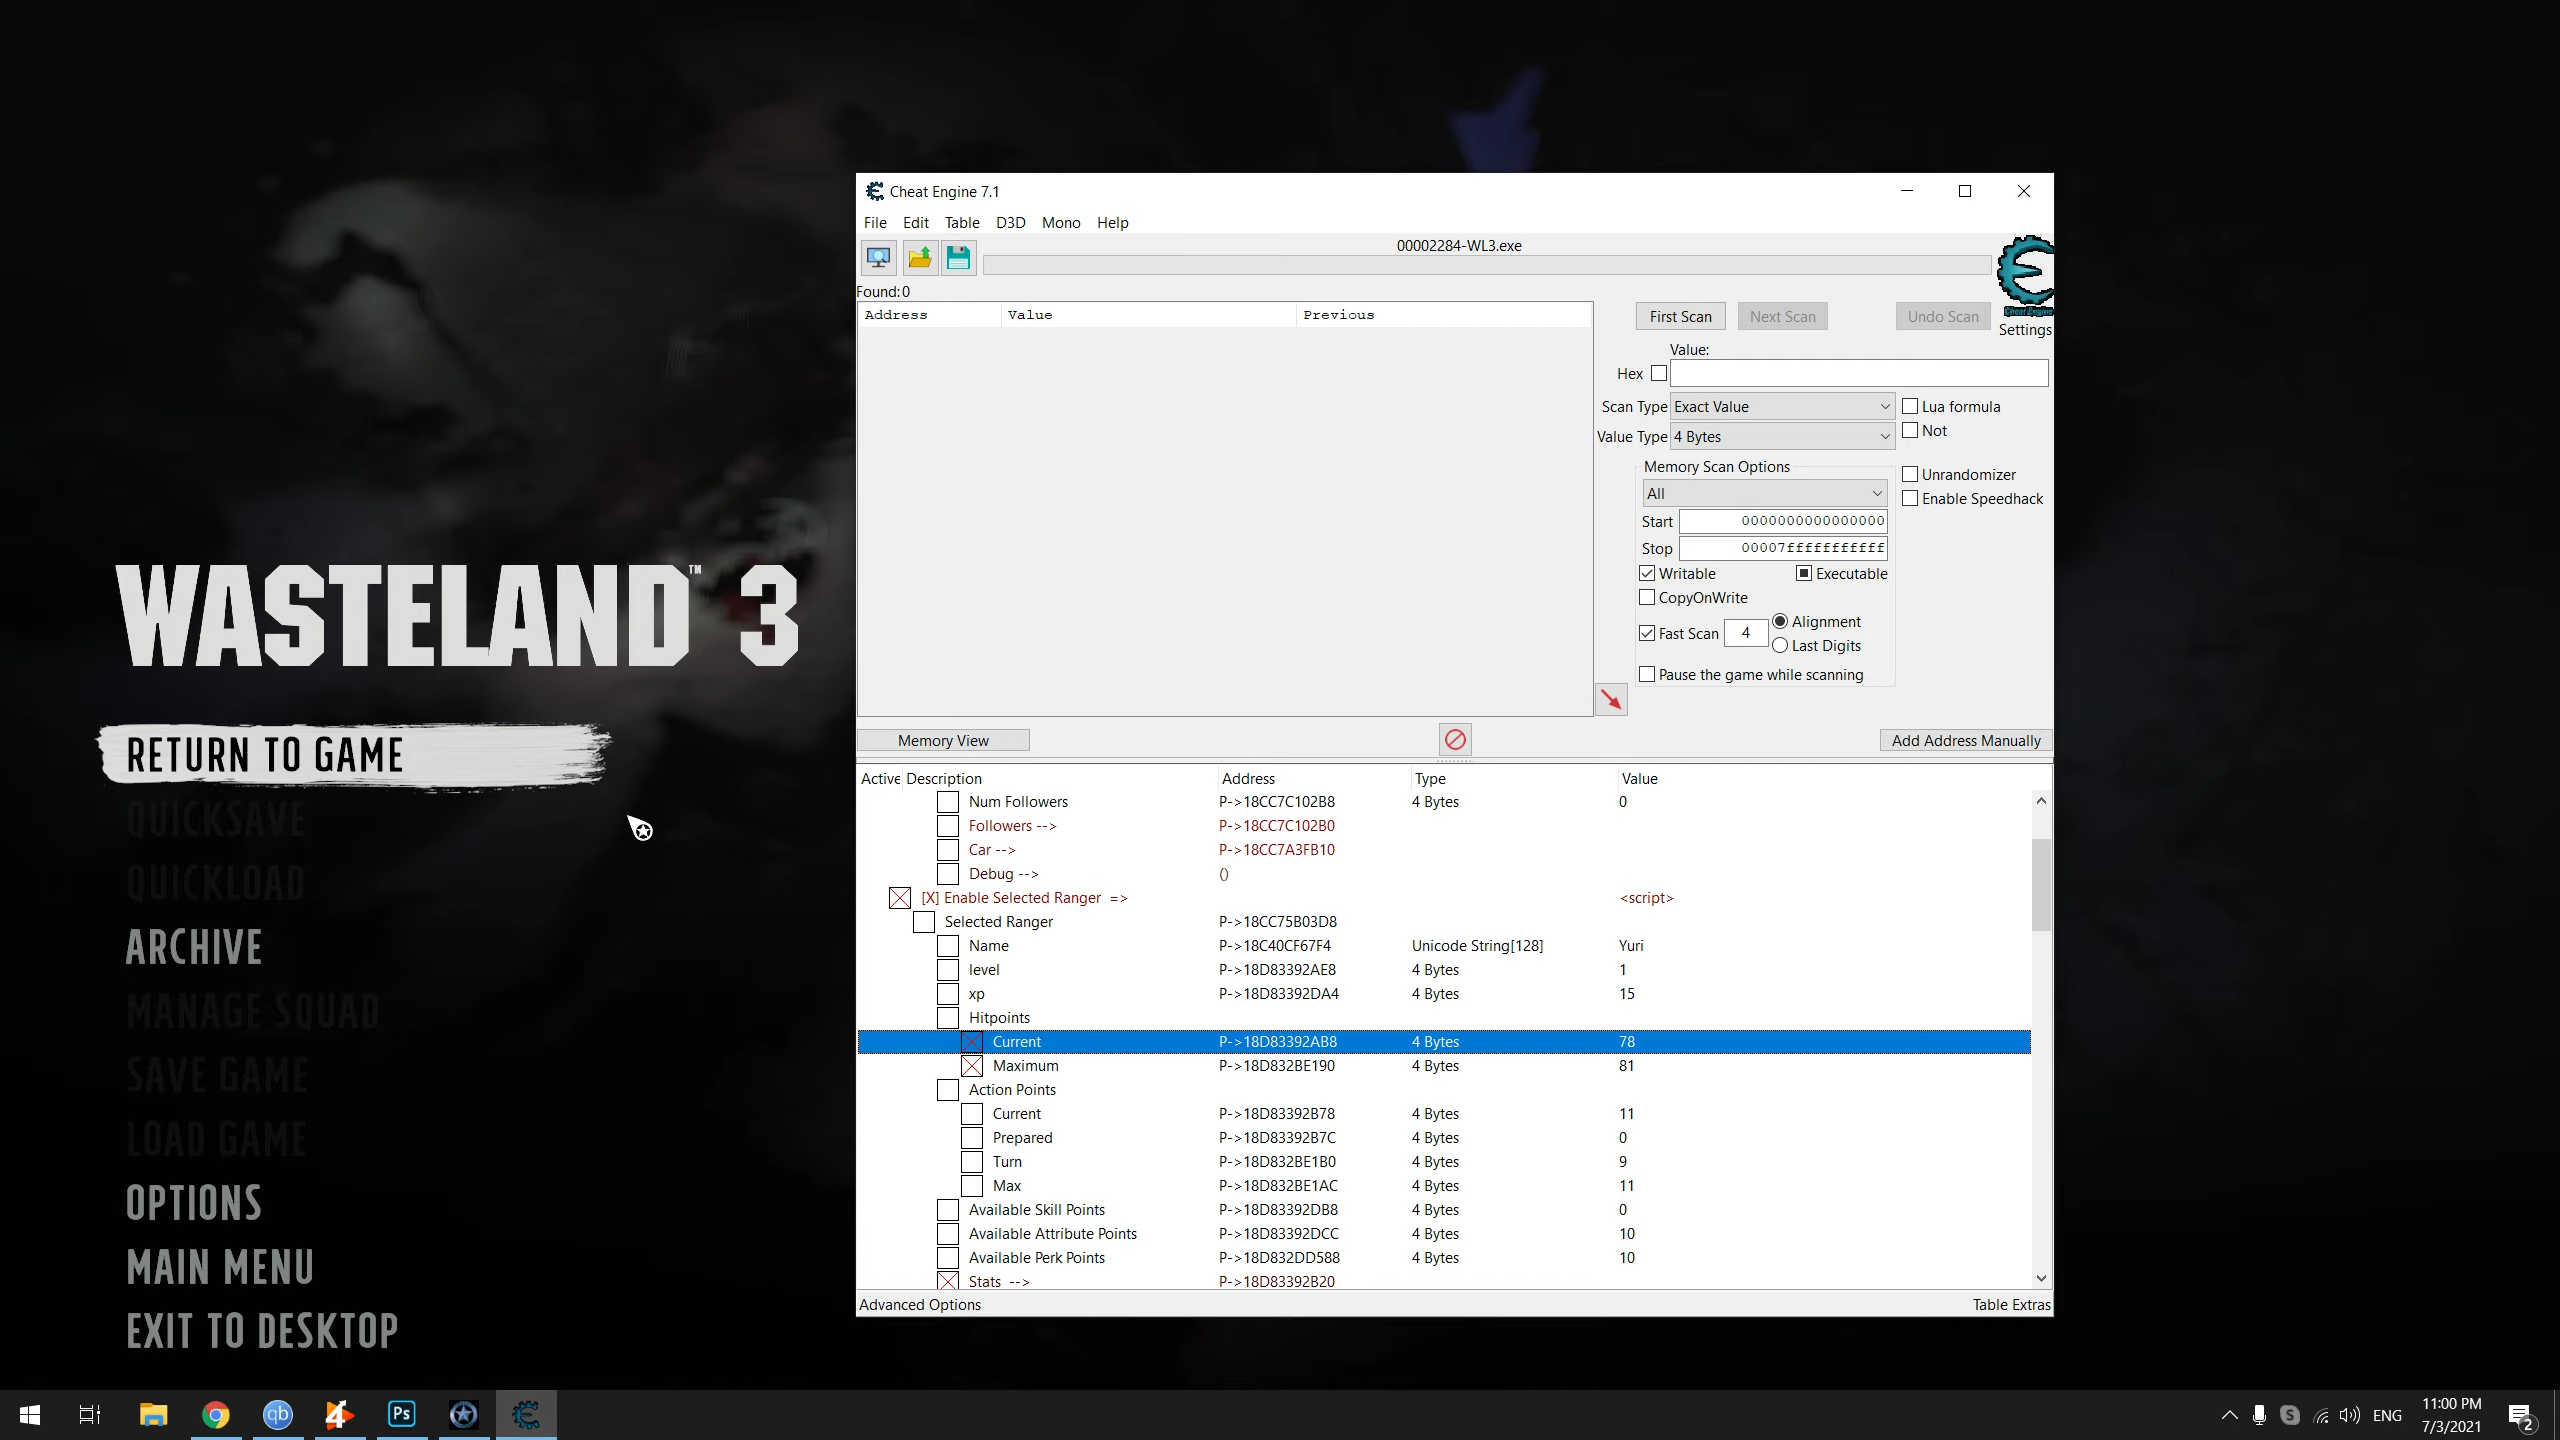 WASTELAND™ 3
RETURN TO GAME
QUICKSAVE
QUICKLOAD
ARCHIVE
MANAGE SQUAD
SAVE GAME
LOAD GAME
OPTIONS
MAIN MENU
EXIT TO DESKTOP
Cheat Engine 7.1
File Edit Table D3D Mono Help
00002284-WL3.exe
Found: 0
Address Value Previous
First Scan Next Scan Undo Scan
Cheat Engine
Settings
Value:
Hex
Scan Type Exact Value Lua formula
Value Type 4 Bytes Not
Memory Scan Options
All
Unrandomizer
Enable Speedhack
Start 0000000000000000
Stop 00007fffffffffff
Writable Executable
CopyOnWrite
Fast Scan 4 Alignment
Last Digits
Pause the game while scanning
Memory View Add Address Manually
Active Description Address Type Value
Num Followers P->18CC7C102B8 4 Bytes 0
Followers --> P->18CC7C102B0
Car --> P->18CC7A3FB10
Debug --> ()
[X] Enable Selected Ranger => <script>
Selected Ranger P->18CC75B03D8
Name P->18C40CF67F4 Unicode String[128] Yuri
level P->18D83392AE8 4 Bytes 1
xp P->18D83392DA4 4 Bytes 15
Hitpoints
Current P->18D83392AB8 4 Bytes 78
Maximum P->18D832BE190 4 Bytes 81
Action Points
Current P->18D83392B78 4 Bytes 11
Prepared P->18D83392B7C 4 Bytes 0
Turn P->18D832BE1B0 4 Bytes 9
Max P->18D832BE1AC 4 Bytes 11
Available Skill Points P->18D83392DB8 4 Bytes 0
Available Attribute Points P->18D83392DCC 4 Bytes 10
Available Perk Points P->18D832DD588 4 Bytes 10
Stats --> P->18D83392B20
Advanced Options Table Extras
qb 4 Ps S ENG 11:00 PM
7/3/2021 2